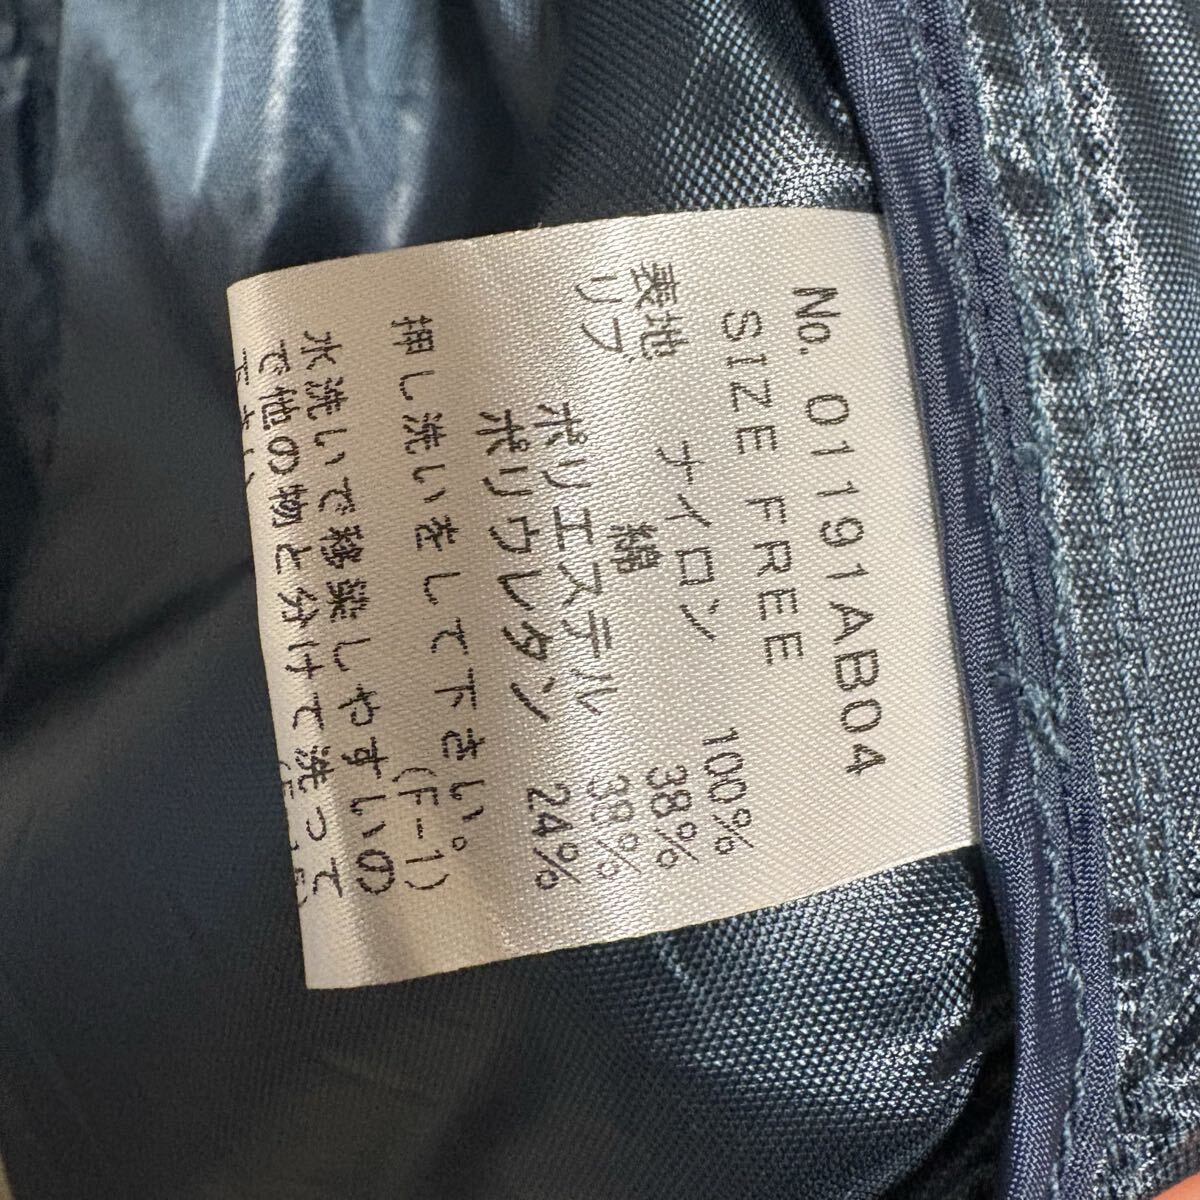 No. 01191AB04
SIZE FREE
表地 ナイロン 100%
リブ 綿 38%
ポリエステル 38%
ポリウレタン 24%
押し洗いをして下さい。
(F-1)
水洗いで移染しやすいの
で他の物と分けて洗って
下さい